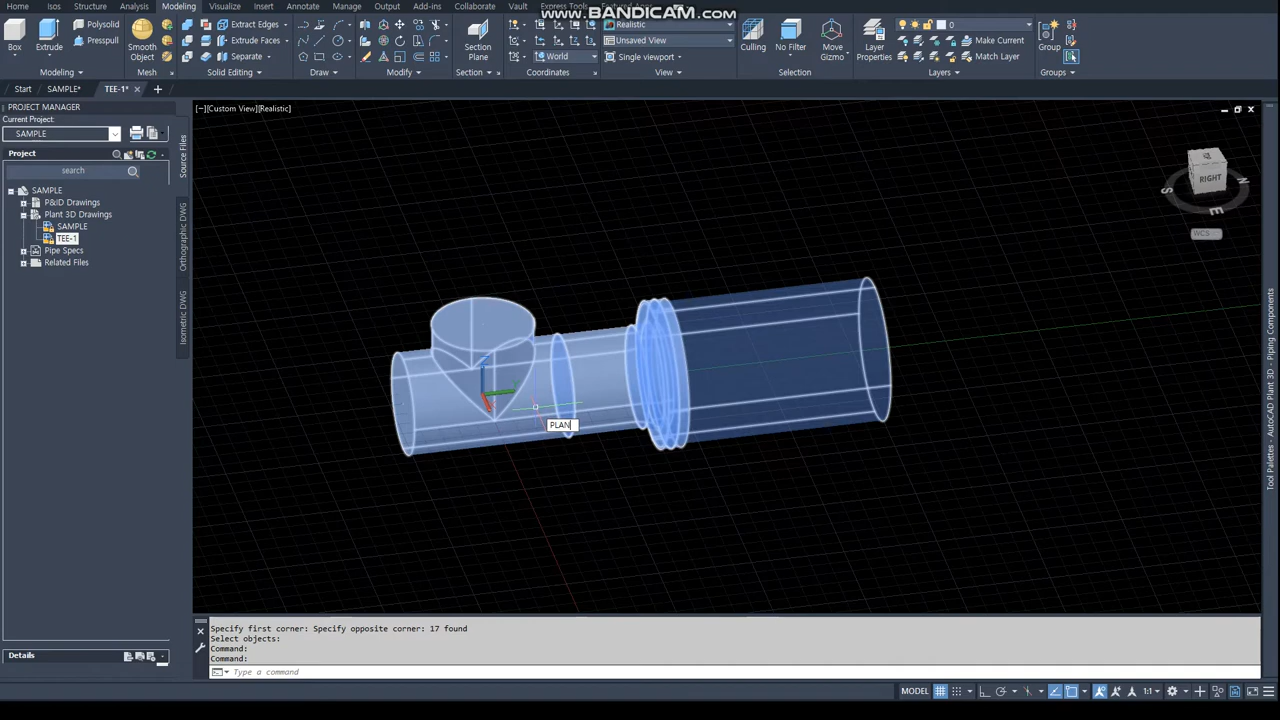 Home Isos Structure Analysis Modeling Visualize Insert Annotate Manage Output Add-ins Collaborate Vault Express Tools
www.BANDICAM.com
Box
Extrude
Polysolid
Presspull
Modeling
Smooth
Object
Mesh
Extract Edges
Extrude Faces
Separate
Solid Editing
Draw
Modify
Section
Plane
Section
World
Coordinates
Realistic
Unsaved View
Single viewport
View
Culling
No Filter
Move
Gizmo
Selection
Layer
Properties
0
Make Current
Match Layer
Layers
Group
Groups
Start SAMPLE* TEE-1*
PROJECT MANAGER
Current Project:
SAMPLE
Project
search
SAMPLE
P&ID Drawings
Plant 3D Drawings
SAMPLE
TEE-1
Pipe Specs
Related Files
Details
Source Files
Orthographic DWG
Isometric DWG
[−][Custom View][Realistic]
RIGHT
S
E
N
WCS
PLAN
Specify first corner: Specify opposite corner: 17 found
Select objects:
Command:
Command:
Type a command
MODEL
1:1
Tool Palettes - AutoCAD Plant 3D - Piping Components